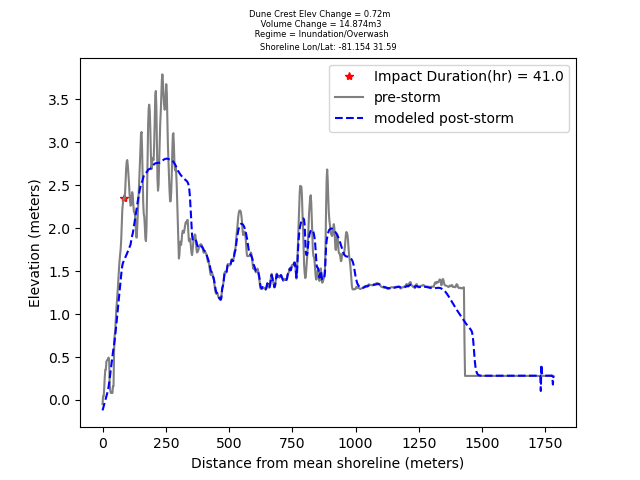 Dune Crest Elev Change = 0.72m
Volume Change = 14.874m3
Regime = Inundation/Overwash
Shoreline Lon/Lat: -81.154 31.59
Impact Duration(hr) = 41.0
pre-storm
modeled post-storm
3.5
3.0
2.5
2.0
1.5
1.0
0.5
0.0
Elevation (meters)
0 250 500 750 1000 1250 1500 1750
Distance from mean shoreline (meters)